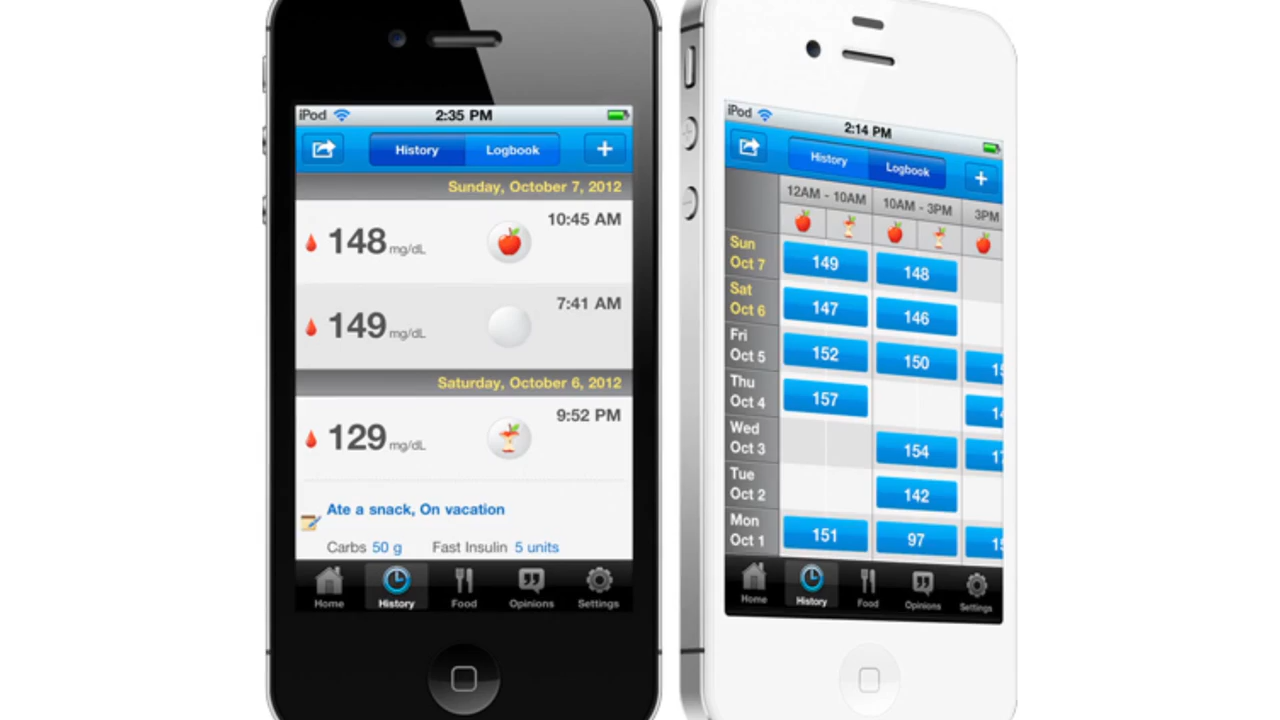 iPod
2:35 PM
History
Logbook
+
Sunday, October 7, 2012
10:45 AM
148 mg/dL
7:41 AM
149 mg/dL
Saturday, October 6, 2012
9:52 PM
129 mg/dL
Ate a snack, On vacation
Carbs 50 g Fast Insulin 5 units
Home History Food Opinions Settings
iPod
2:14 PM
History
Logbook
+
12AM - 10AM 10AM - 3PM 3PM
Sun
Oct 7 149 148
Sat
Oct 6 147 146
Fri
Oct 5 152 150
Thu
Oct 4 157
Wed
Oct 3 154
Tue
Oct 2 142
Mon
Oct 1 151 97
Home History Food Opinions Settings